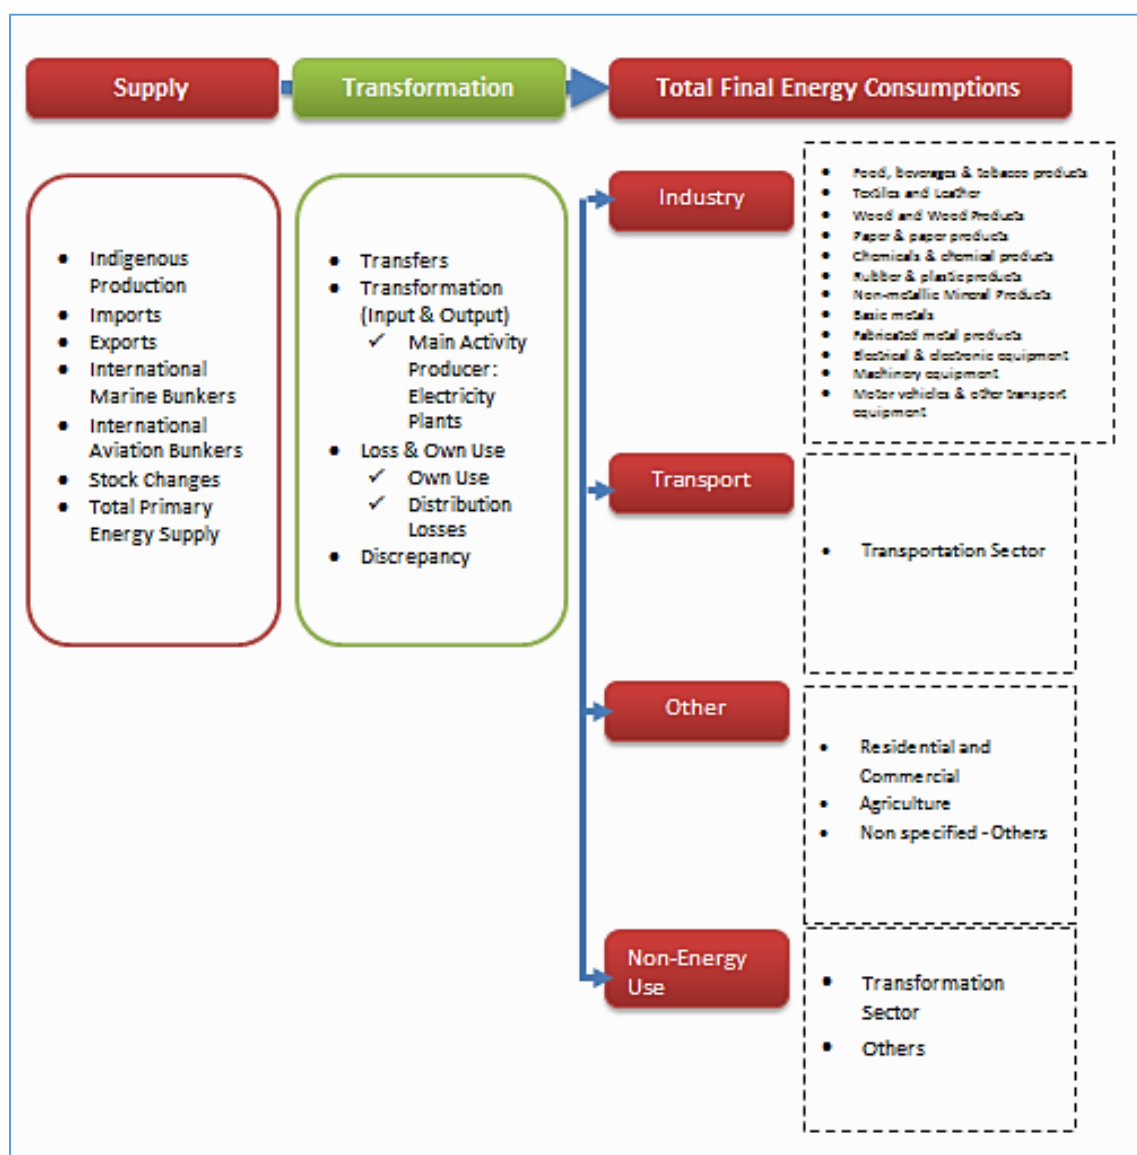 Supply
Transformation
Total Final Energy Consumptions
• Indigenous
Production
• Imports
• Exports
• International
Marine Bunkers
• International
Aviation Bunkers
• Stock Changes
• Total Primary
Energy Supply
• Transfers
• Transformation
(Input & Output)
✓ Main Activity
Producer:
Electricity
Plants
• Loss & Own Use
✓ Own Use
✓ Distribution
Losses
• Discrepancy
Industry
• Food, beverages & tobacco products
• Textiles and Leather
• Wood and Wood Products
• Paper & paper products
• Chemicals & chemical products
• Rubber & plastic products
• Non-metallic Mineral Products
• Basic metals
• Fabricated metal products
• Electrical & electronic equipment
• Machinery equipment
• Motor vehicles & other transport
equipment
Transport
• Transportation Sector
Other
• Residential and
Commercial
• Agriculture
• Non specified -Others
Non-Energy
Use
• Transformation
Sector
• Others